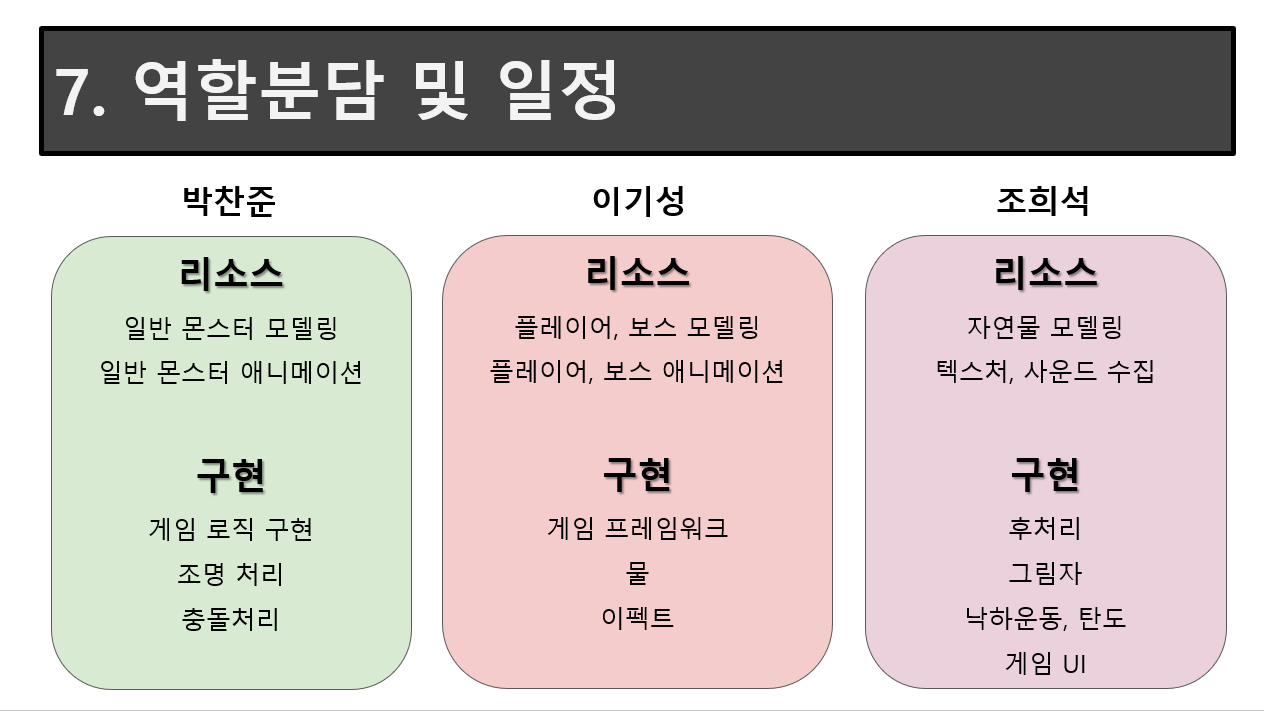 7. 역할분담 및 일정
박찬준
리소스
일반 몬스터 모델링
일반 몬스터 애니메이션
구현
게임 로직 구현
조명 처리
충돌처리
이기성
리소스
플레이어, 보스 모델링
플레이어, 보스 애니메이션
구현
게임 프레임워크
물
이펙트
조희석
리소스
자연물 모델링
텍스처, 사운드 수집
구현
후처리
그림자
낙하운동, 탄도
게임 UI